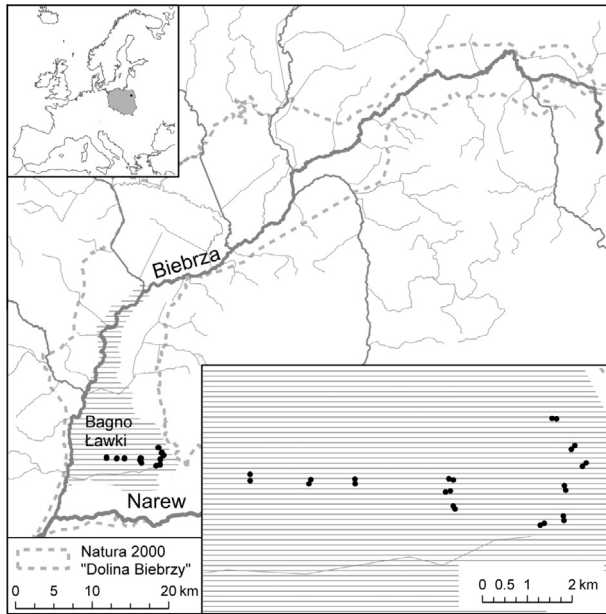 Biebrza
Bagno
Ławki
Narew
Natura 2000
"Dolina Biebrzy"
0 5 10 20 km
0 0.5 1 2 km